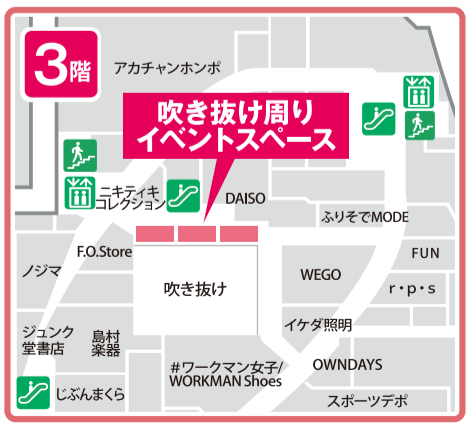 3階
アカチャンホンポ
吹き抜け周り
イベントスペース
ニキティキ
コレクション
DAISO
ふりそでMODE
F.O.Store
FUN
ノジマ
WEGO
吹き抜け
r・p・s
イケダ照明
ジュンク
堂書店
島村
楽器
#ワークマン女子/
WORKMAN Shoes
OWNDAYS
じぶんまくら
スポーツデポ